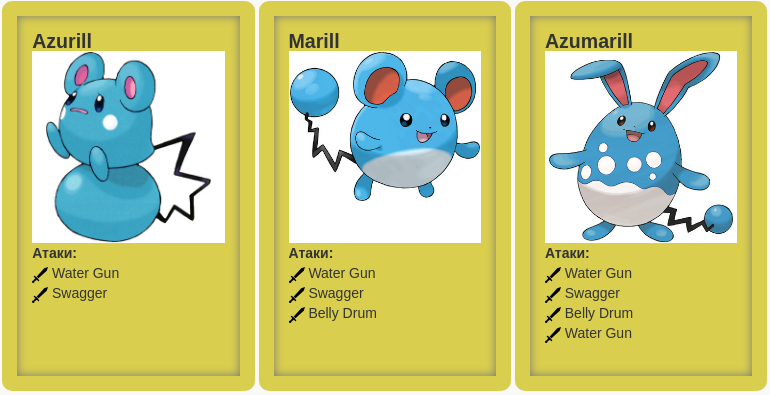 Azurill
Атаки:
Water Gun
Swagger
Marill
Атаки:
Water Gun
Swagger
Belly Drum
Azumarill
Атаки:
Water Gun
Swagger
Belly Drum
Water Gun